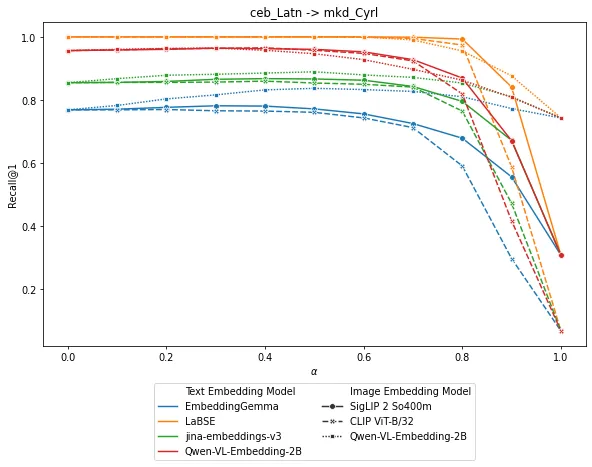 ceb_Latn -> mkd_Cyrl
Recall@1
1.0
0.8
0.6
0.4
0.2
0.0 0.2 0.4 0.6 0.8 1.0
α
Text Embedding Model
EmbeddingGemma
LaBSE
jina-embeddings-v3
Qwen-VL-Embedding-2B
Image Embedding Model
SigLIP 2 So400m
CLIP ViT-B/32
Qwen-VL-Embedding-2B